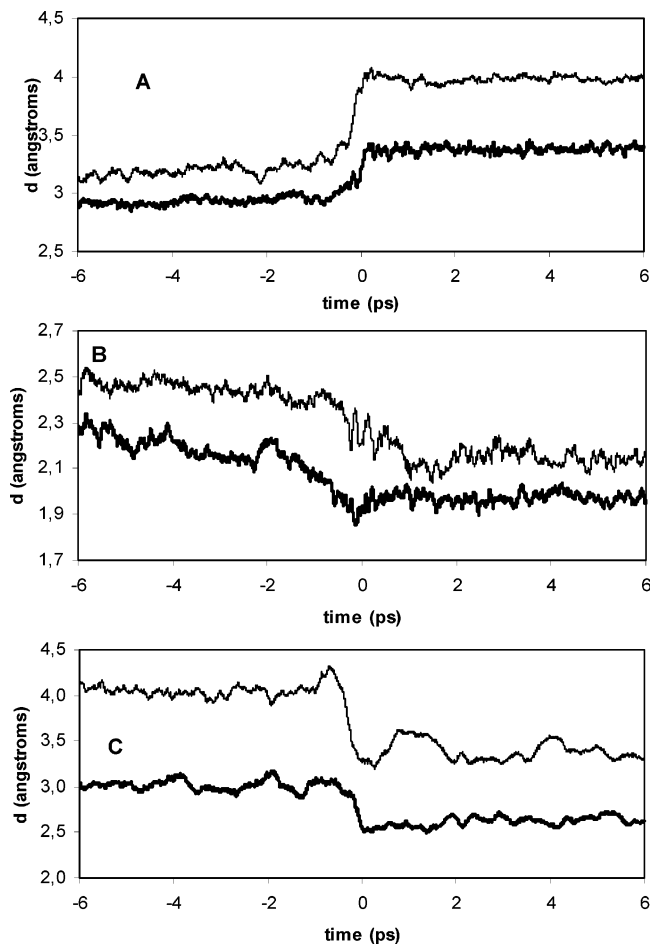 4,5
4
3,5
3
2,5
d (angstroms)
A
-6 -4 -2 0 2 4 6
time (ps)
2,7
2,5
2,3
2,1
1,9
1,7
d (angstroms)
B
-6 -4 -2 0 2 4 6
time (ps)
4,5
4,0
3,5
3,0
2,5
2,0
d (angstroms)
C
-6 -4 -2 0 2 4 6
time (ps)